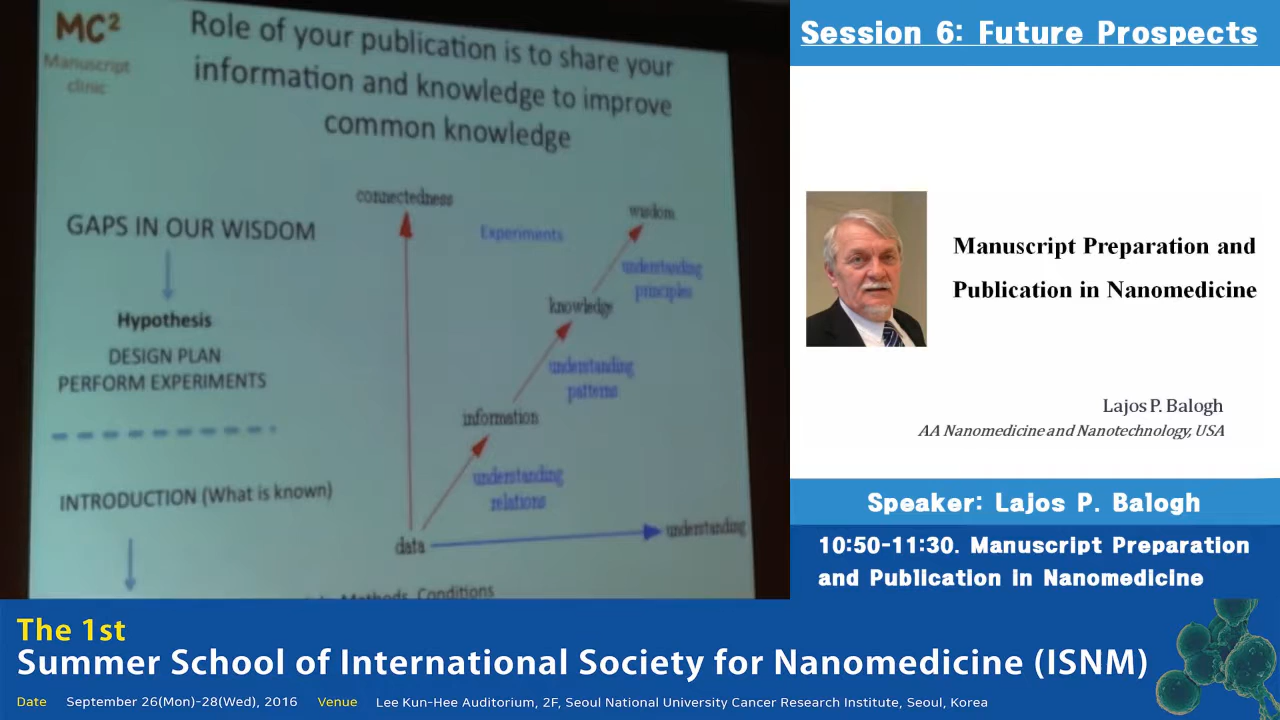 MC²
Manuscript
clinic
Role of your publication is to share your
information and knowledge to improve
common knowledge
GAPS IN OUR WISDOM
Hypothesis
DESIGN PLAN
PERFORM EXPERIMENTS
INTRODUCTION (What is known)
connectedness
Experiments
wisdom
understanding
principles
knowledge
understanding
patterns
information
understanding
relations
data
understanding
Methods, Conditions
Session 6: Future Prospects
Manuscript Preparation and
Publication in Nanomedicine
Lajos P. Balogh
AA Nanomedicine and Nanotechnology, USA
Speaker: Lajos P. Balogh
10:50-11:30. Manuscript Preparation
and Publication in Nanomedicine
The 1st
Summer School of International Society for Nanomedicine (ISNM)
Date September 26(Mon)-28(Wed), 2016 Venue Lee Kun-Hee Auditorium, 2F, Seoul National University Cancer Research Institute, Seoul, Korea